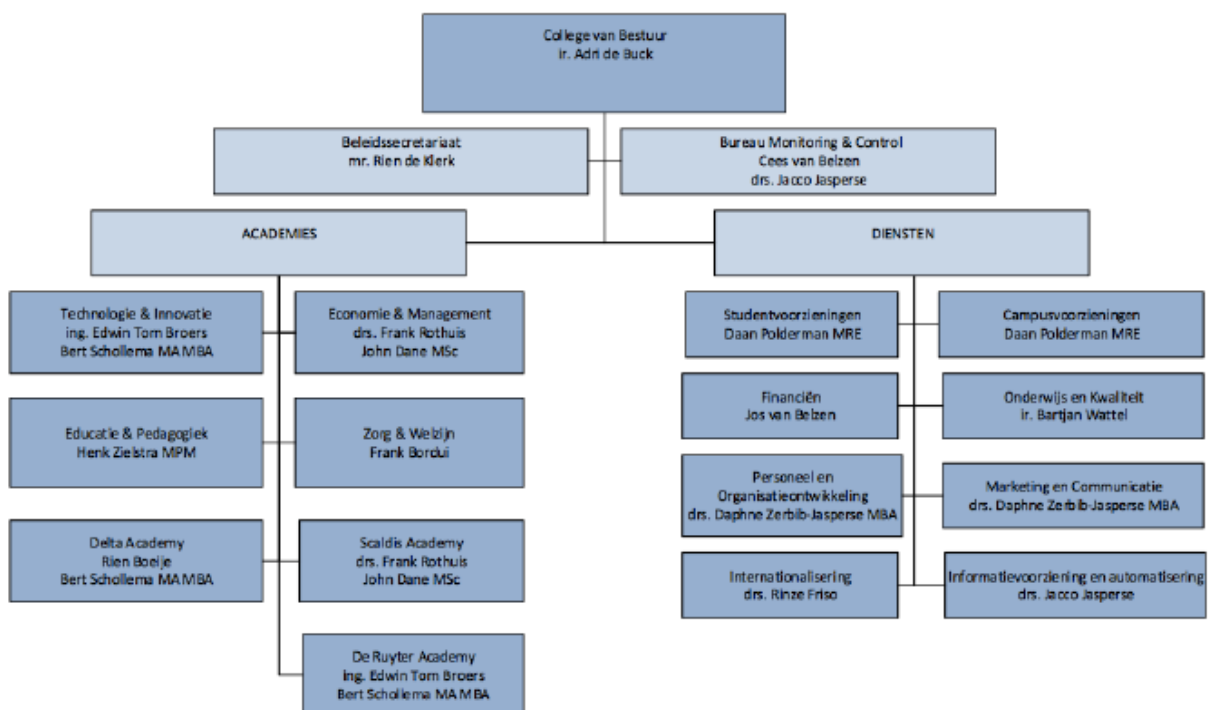 College van Bestuur
ir. Adri de Buck
Beleidssecretariaat
mr. Rien de Klerk
Bureau Monitoring & Control
Cees van Belzen
drs. Jacco Jasperse
ACADEMIES
DIENSTEN
Technologie & Innovatie
ing. Edwin Tom Broers
Bert Schollema MA MBA
Economie & Management
drs. Frank Rothuis
John Dane MSc
Studentvoorzieningen
Daan Polderman MRE
Campusvoorzieningen
Daan Polderman MRE
Educatie & Pedagogiek
Henk Zielstra MPM
Zorg & Welzijn
Frank Bordui
Financiën
Jos van Belzen
Onderwijs en Kwaliteit
ir. Bartjan Wattel
Personeel en
Organisatieontwikkeling
drs. Daphne Zerbib-Jasperse MBA
Marketing en Communicatie
drs. Daphne Zerbib-Jasperse MBA
Delta Academy
Rien Boeije
Bert Schollema MA MBA
Scaldis Academy
drs. Frank Rothuis
John Dane MSc
Internationalisering
drs. Rinze Friso
Informatievorziening en automatisering
drs. Jacco Jasperse
De Ruyter Academy
ing. Edwin Tom Broers
Bert Schollema MA MBA